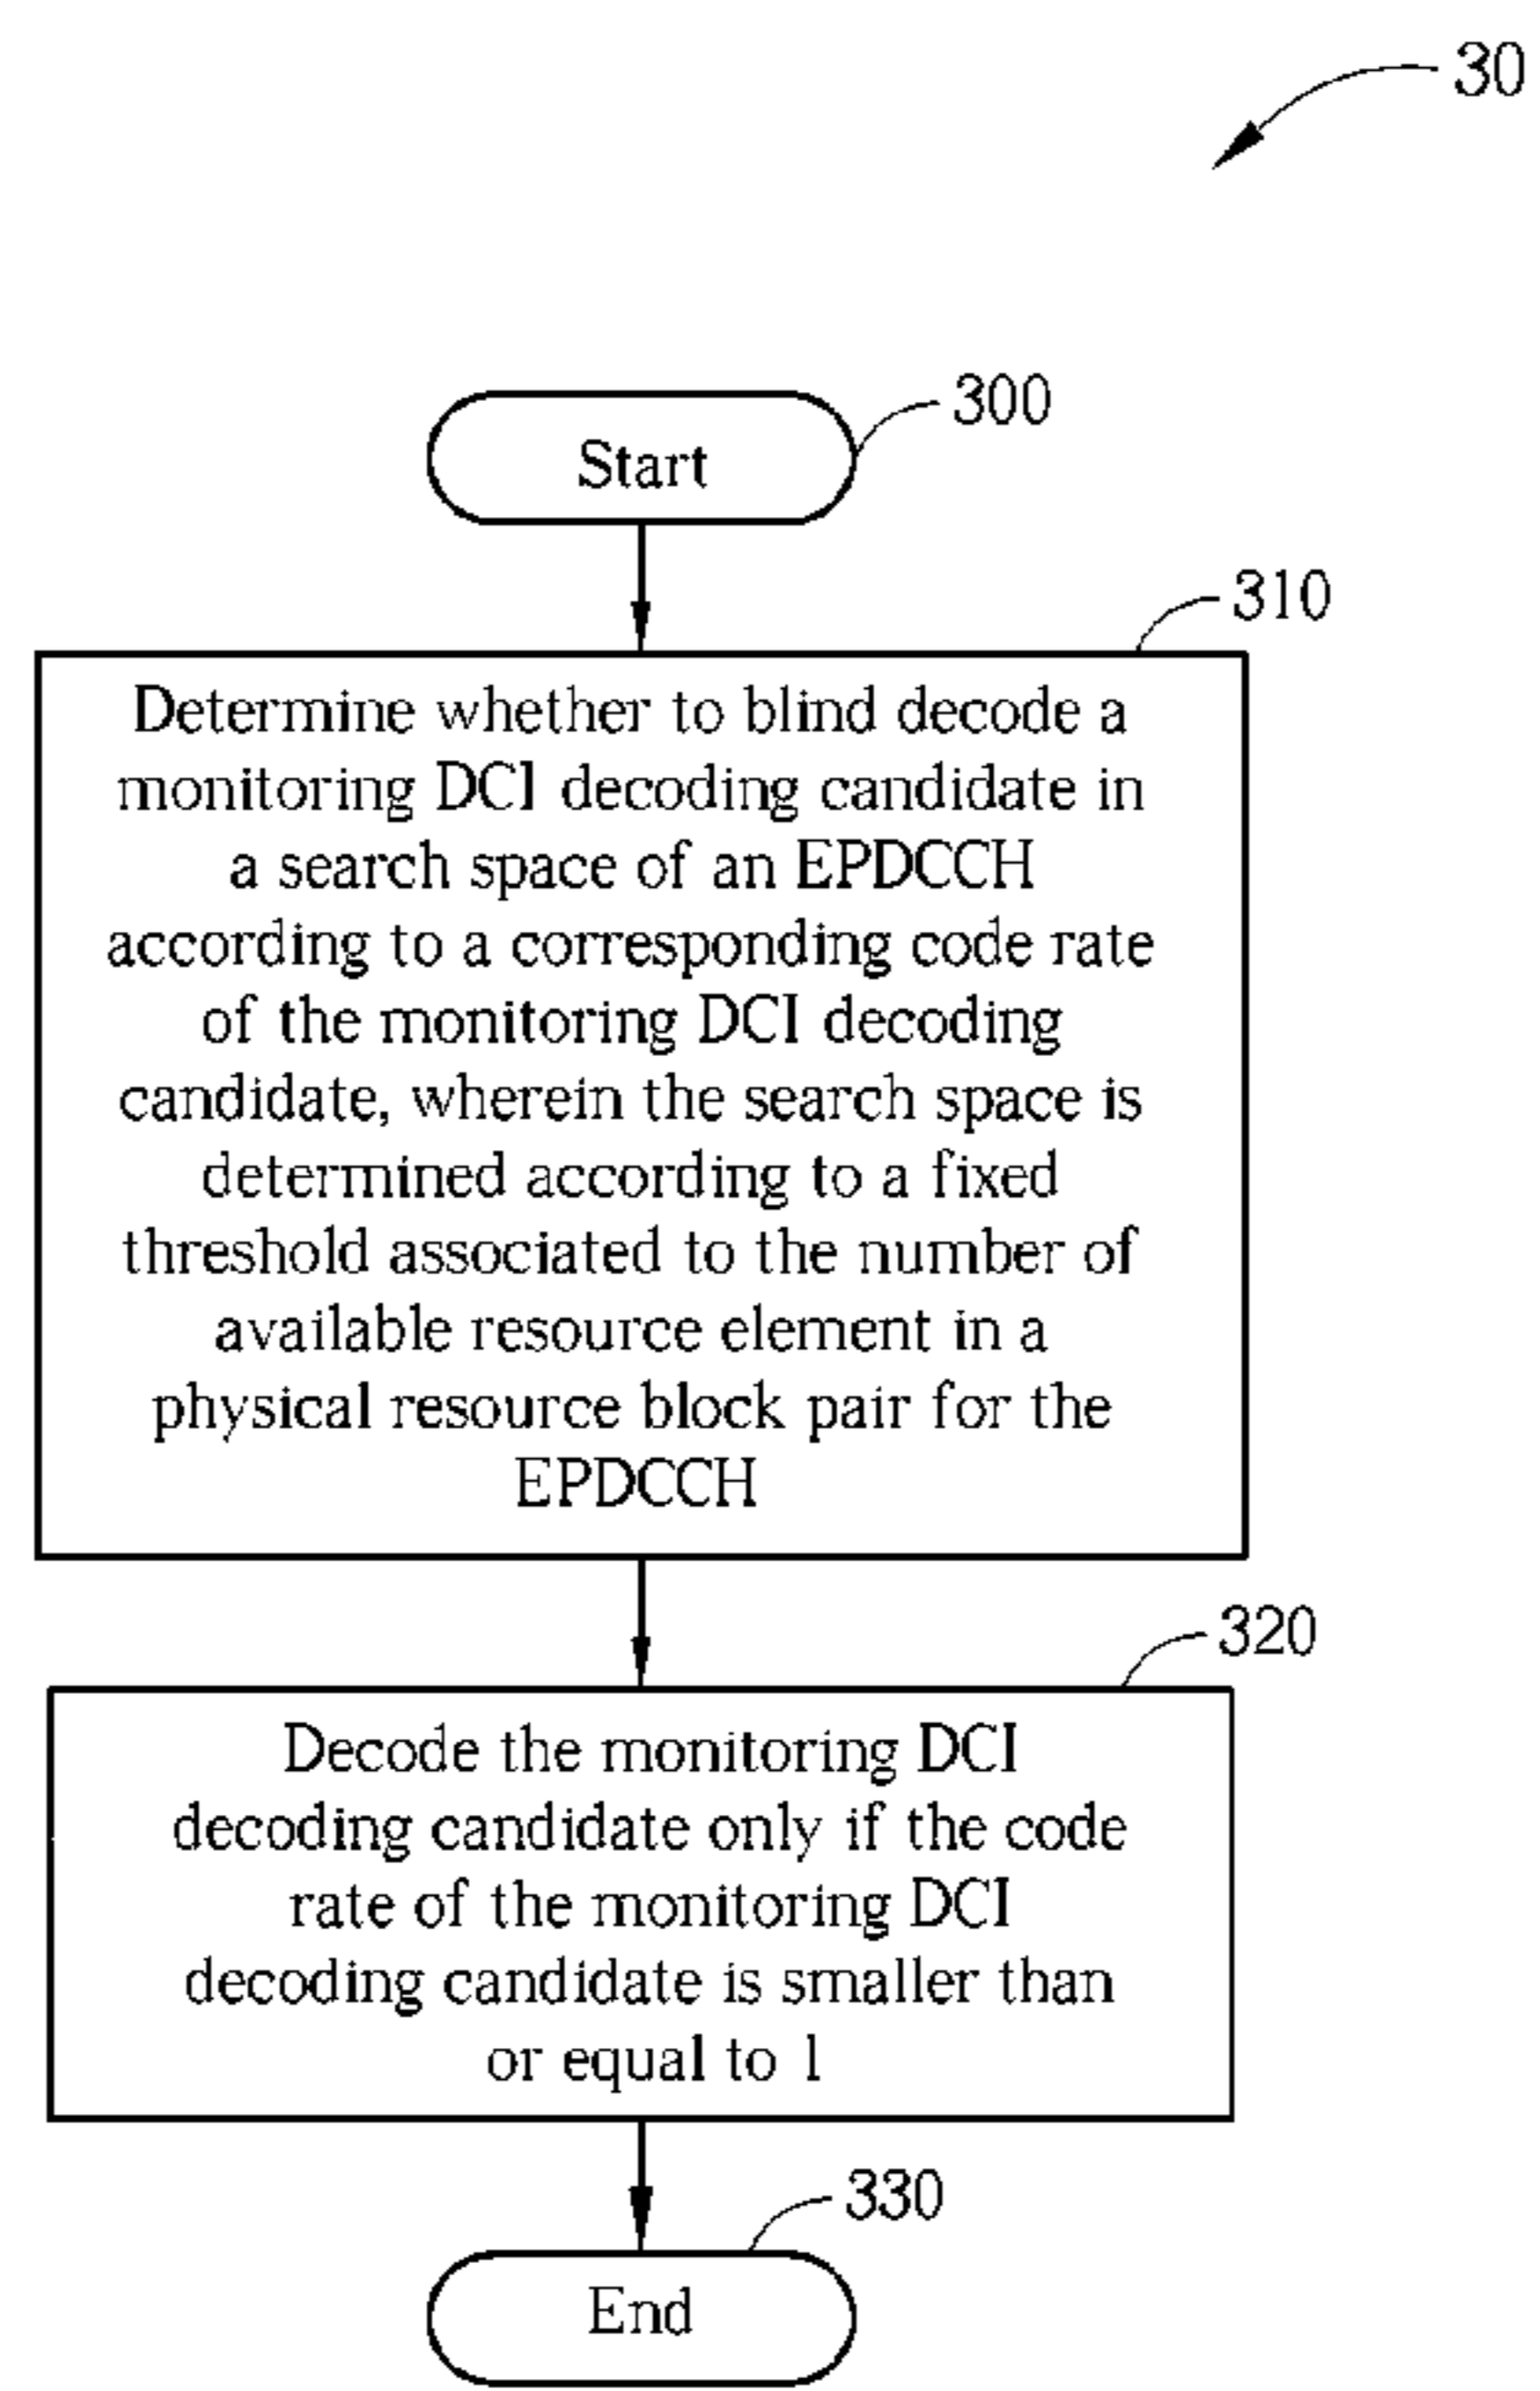 30
300
Start
310
Determine whether to blind decode a
monitoring DCI decoding candidate in
a search space of an EPDCCH
according to a corresponding code rate
of the monitoring DCI decoding
candidate, wherein the search space is
determined according to a fixed
threshold associated to the number of
available resource element in a
physical resource block pair for the
EPDCCH
320
Decode the monitoring DCI
decoding candidate only if the code
rate of the monitoring DCI
decoding candidate is smaller than
or equal to 1
330
End